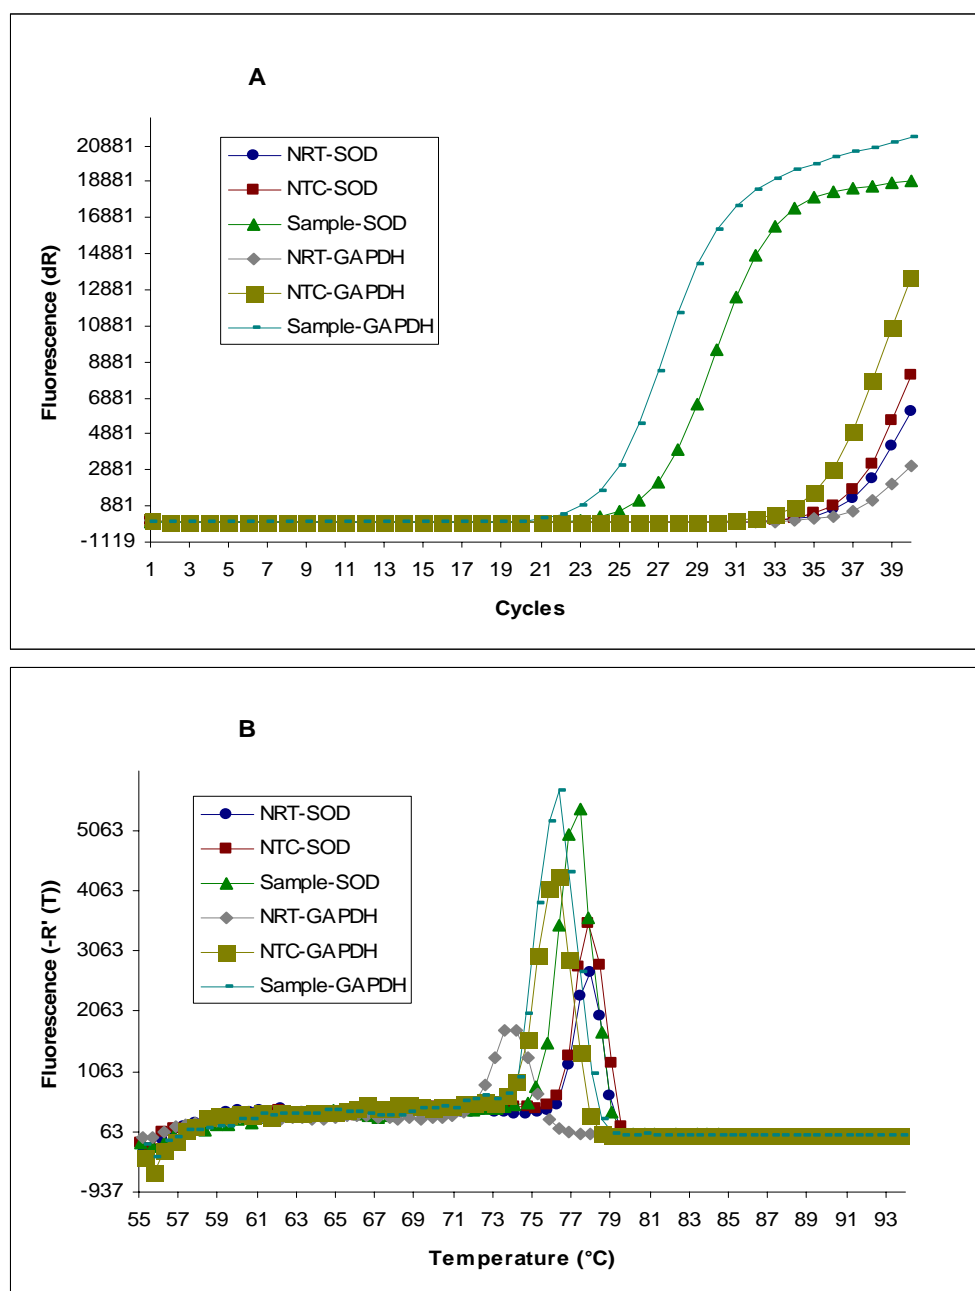 A
NRT-SOD
NTC-SOD
Sample-SOD
NRT-GAPDH
NTC-GAPDH
Sample-GAPDH
Fluorescence (dR)
20881
18881
16881
14881
12881
10881
8881
6881
4881
2881
881
-1119
1 3 5 7 9 11 13 15 17 19 21 23 25 27 29 31 33 35 37 39
Cycles
B
NRT-SOD
NTC-SOD
Sample-SOD
NRT-GAPDH
NTC-GAPDH
Sample-GAPDH
Fluorescence (-R' (T))
5063
4063
3063
2063
1063
63
-937
55 57 59 61 63 65 67 69 71 73 75 77 79 81 83 85 87 89 91 93
Temperature (°C)